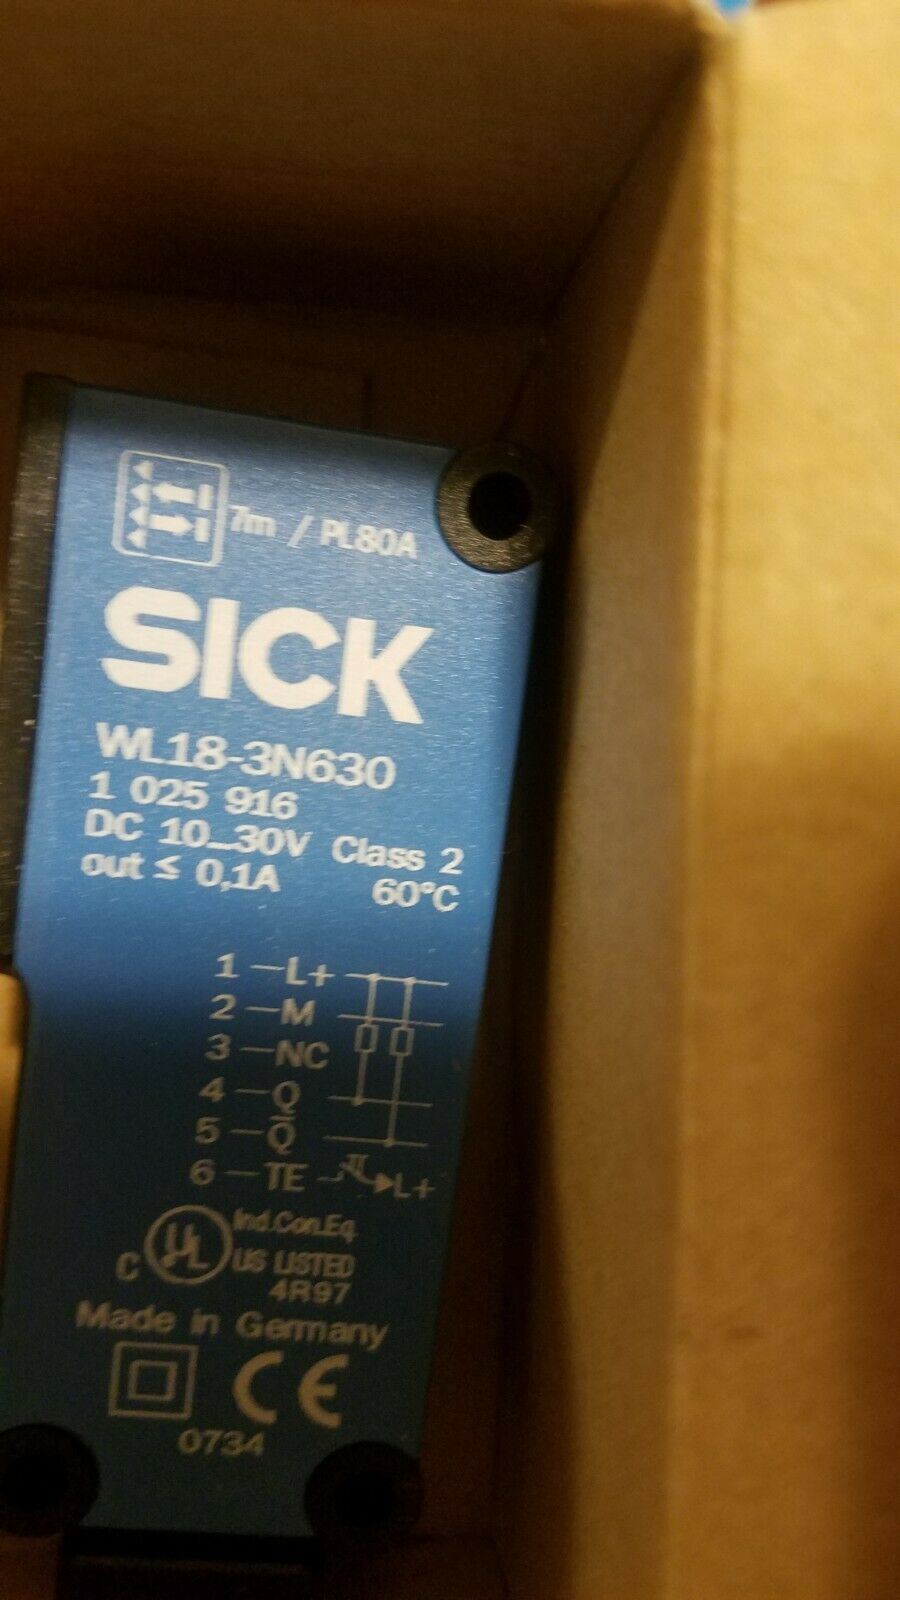 7m / PL80A
SICK
WL18-3N630
1 025 916
DC 10...30V Class 2
out ≤ 0,1A 60°C
1 - L+
2 - M
3 - NC
4 - Q
5 - Q̅
6 - TE L+
Ind.Con.Eq
C UL US LISTED
4R97
Made in Germany
CE
0734